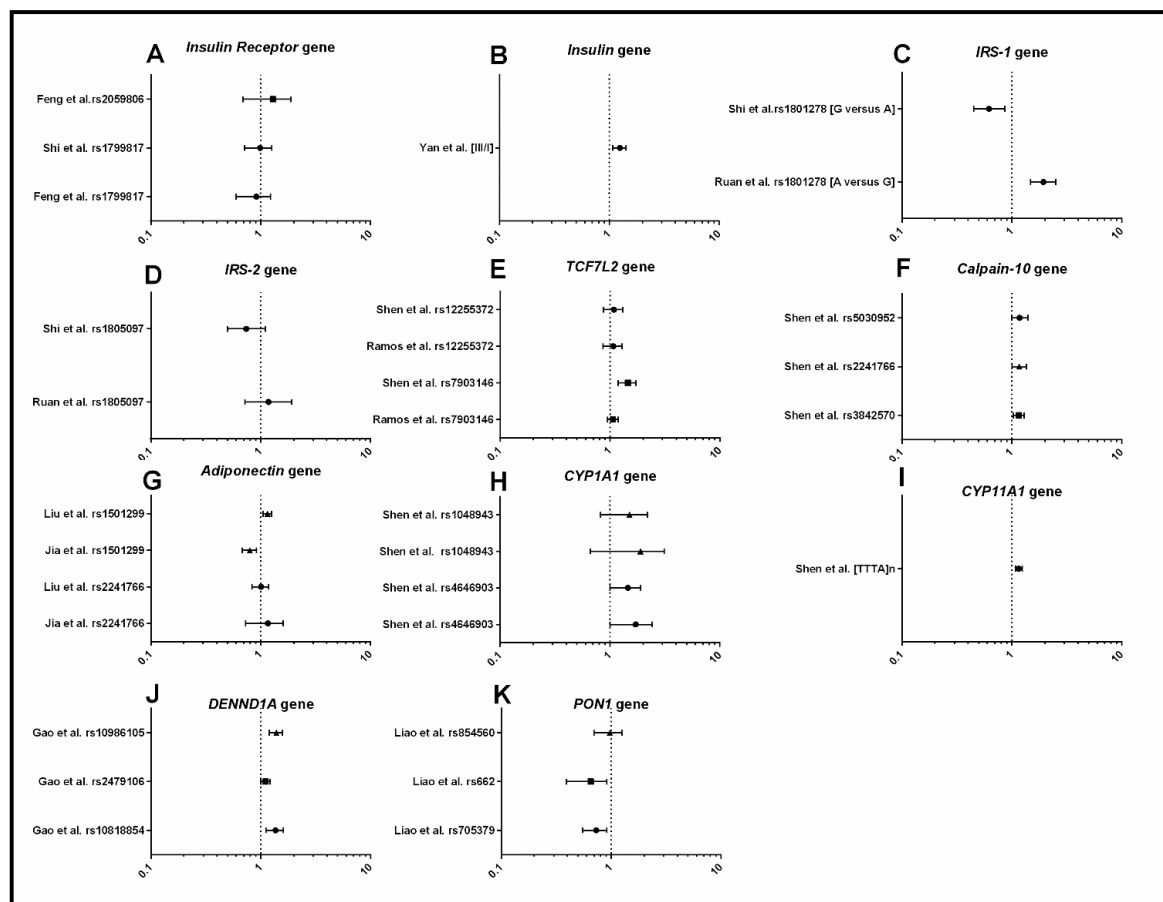 A
Insulin Receptor gene
Feng et al.rs2059806
Shi et al. rs1799817
Feng et al. rs1799817
0.1 1 10
B
Insulin gene
Yan et al. [III/I]
0.1 1 10
C
IRS-1 gene
Shi et al.rs1801278 [G versus A]
Ruan et al. rs1801278 [A versus G]
0.1 1 10
D
IRS-2 gene
Shi et al. rs1805097
Ruan et al. rs1805097
0.1 1 10
E
TCF7L2 gene
Shen et al. rs12255372
Ramos et al. rs12255372
Shen et al. rs7903146
Ramos et al. rs7903146
0.1 1 10
F
Calpain-10 gene
Shen et al. rs5030952
Shen et al. rs2241766
Shen et al. rs3842570
0.1 1 10
G
Adiponectin gene
Liu et al. rs1501299
Jia et al. rs1501299
Liu et al. rs2241766
Jia et al. rs2241766
0.1 1 10
H
CYP1A1 gene
Shen et al. rs1048943
Shen et al. rs1048943
Shen et al. rs4646903
Shen et al. rs4646903
0.1 1 10
I
CYP11A1 gene
Shen et al. [TTTA]n
0.1 1 10
J
DENND1A gene
Gao et al. rs10986105
Gao et al. rs2479106
Gao et al. rs10818854
0.1 1 10
K
PON1 gene
Liao et al. rs854560
Liao et al. rs662
Liao et al. rs705379
0.1 1 10